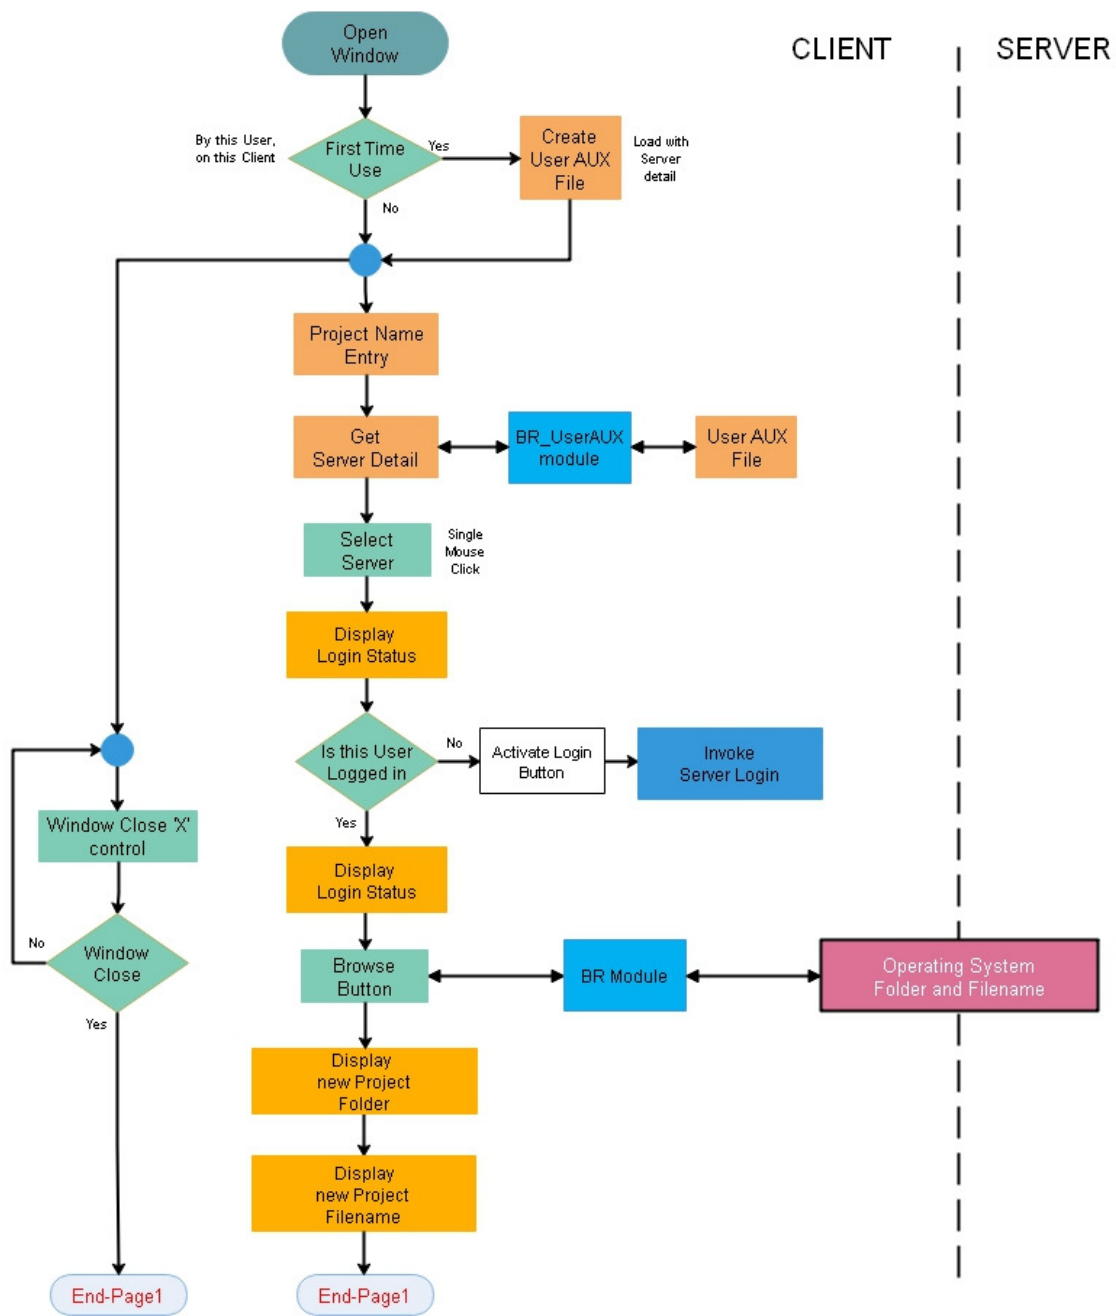 Open
Window
CLIENT
SERVER
By this User,
on this Client
First Time
Use
Yes
Create
User AUX
File
Load with
Server
detail
No
Project Name
Entry
Get
Server Detail
BR_UserAUX
module
User AUX
File
Select
Server
Single
Mouse
Click
Display
Login Status
Is this User
Logged in
No
Activate Login
Button
Invoke
Server Login
Yes
Window Close 'X'
control
Display
Login Status
No
Window
Close
Yes
Browse
Button
BR Module
Operating System
Folder and Filename
Display
new Project
Folder
Display
new Project
Filename
End-Page1
End-Page1